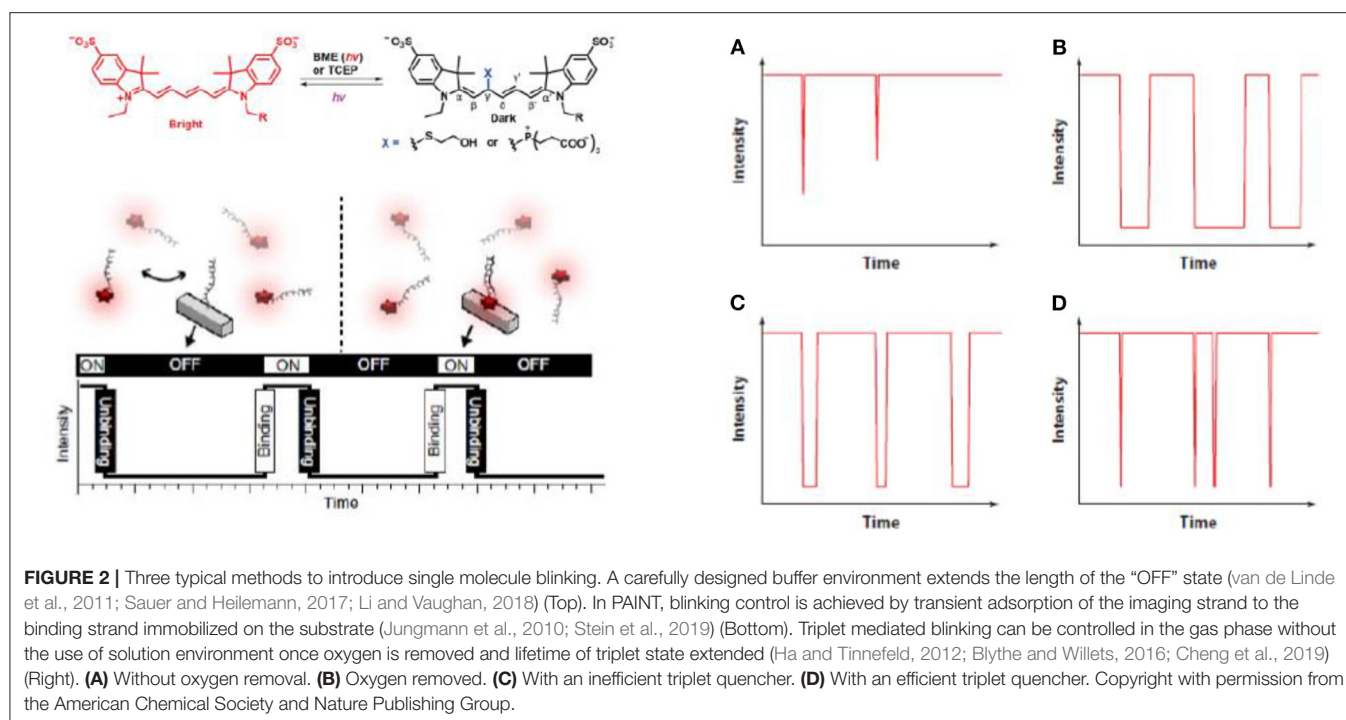 ⁻O₃S
SO₃⁻
BME (hv)
or TCEP
hv
N
+
N
R
Bright
⁻O₃S
SO₃⁻
X
N
α
β
γ
δ
γ'
β'
α'
N
R
Dark
X = S OH or P⁺( COO⁻)₃
ON OFF ON OFF ON OFF
Intensity
Unbinding
Binding
Unbinding
Binding
Unbinding
Time
A
Intensity
Time
B
Intensity
Time
C
Intensity
Time
D
Intensity
Time
FIGURE 2 | Three typical methods to introduce single molecule blinking. A carefully designed buffer environment extends the length of the “OFF” state (van de Linde
et al., 2011; Sauer and Heilemann, 2017; Li and Vaughan, 2018) (Top). In PAINT, blinking control is achieved by transient adsorption of the imaging strand to the
binding strand immobilized on the substrate (Jungmann et al., 2010; Stein et al., 2019) (Bottom). Triplet mediated blinking can be controlled in the gas phase without
the use of solution environment once oxygen is removed and lifetime of triplet state extended (Ha and Tinnefeld, 2012; Blythe and Willets, 2016; Cheng et al., 2019)
(Right). (A) Without oxygen removal. (B) Oxygen removed. (C) With an inefficient triplet quencher. (D) With an efficient triplet quencher. Copyright with permission from
the American Chemical Society and Nature Publishing Group.